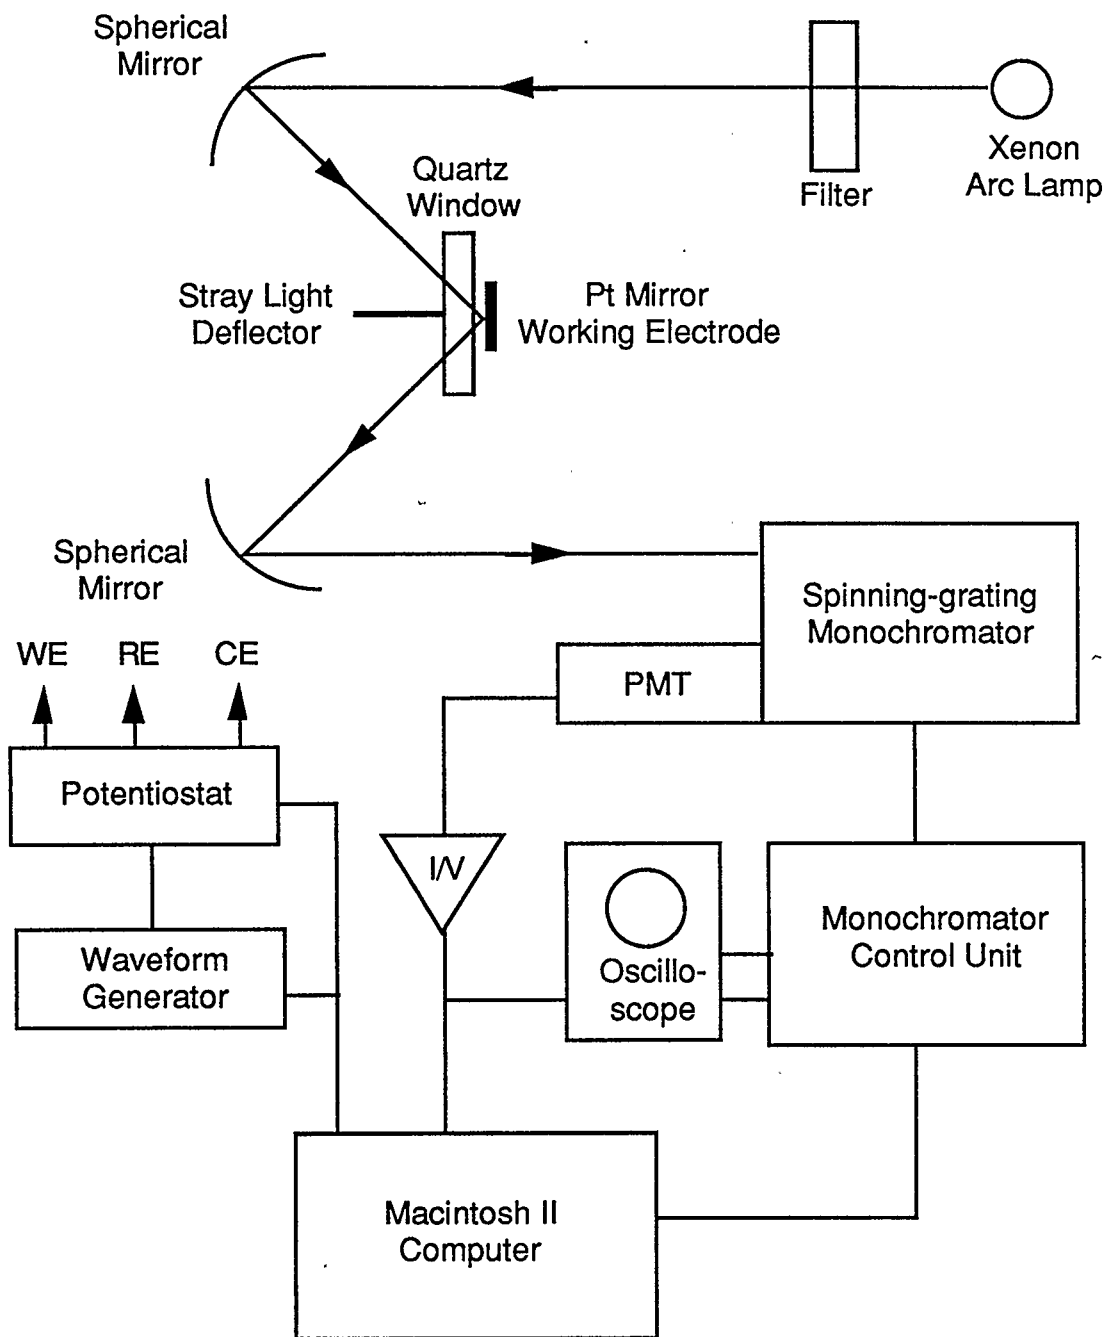 Spherical
Mirror
Filter
Xenon
Arc Lamp
Quartz
Window
Stray Light
Deflector
Pt Mirror
Working Electrode
Spherical
Mirror
Spinning-grating
Monochromator
WE RE CE
PMT
Potentiostat
I/V
Waveform
Generator
Oscillo-
scope
Monochromator
Control Unit
Macintosh II
Computer